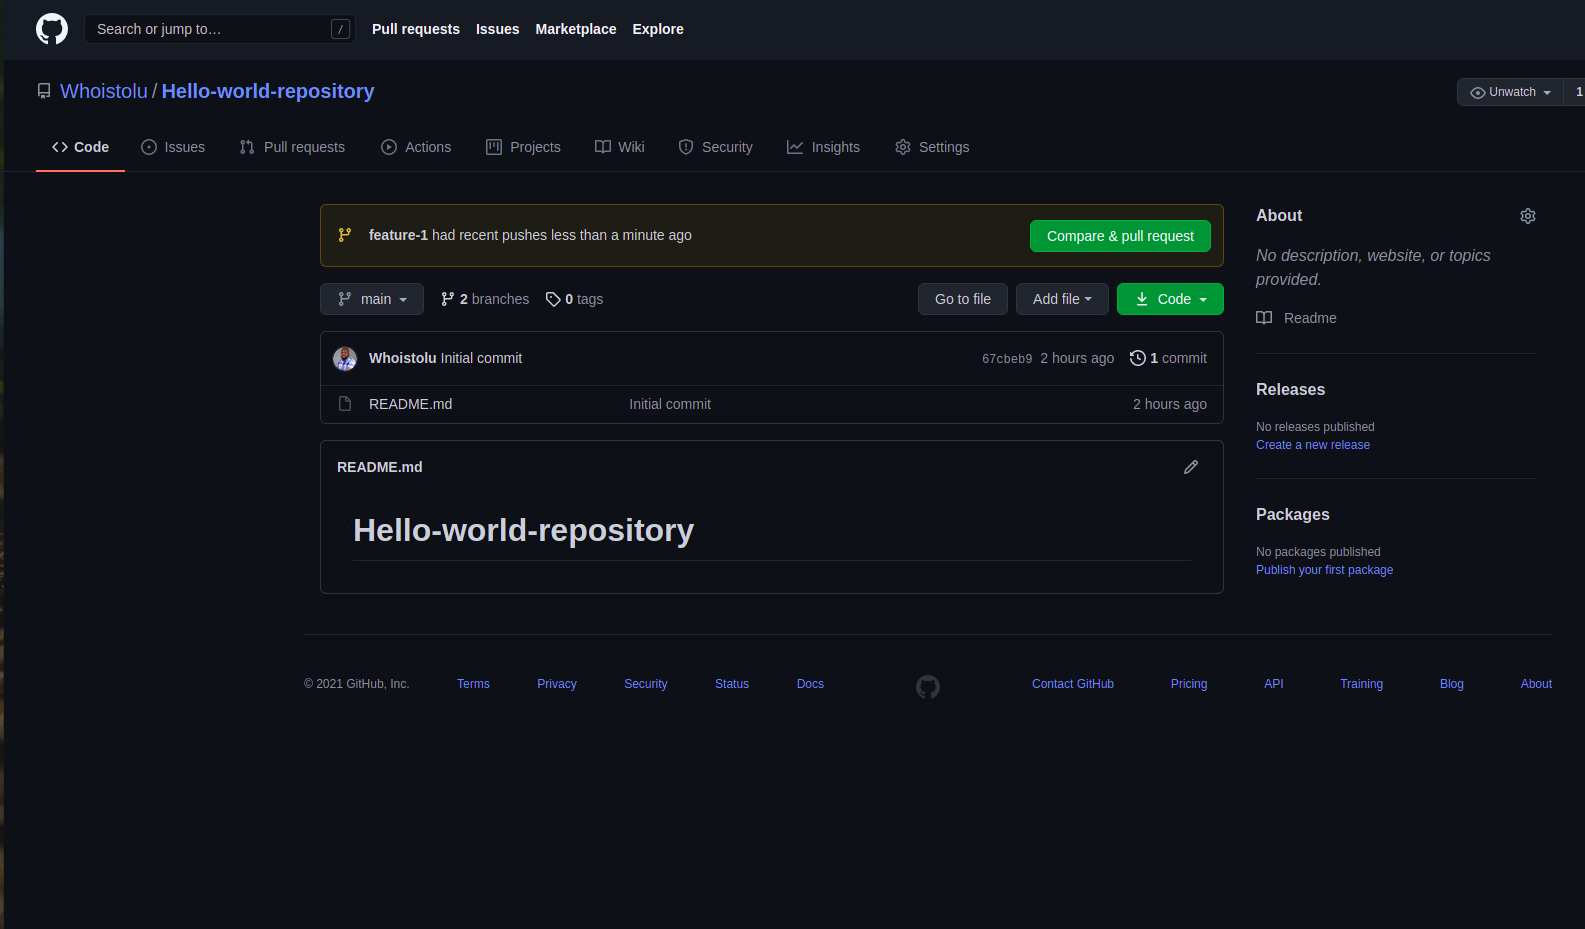 Search or jump to… / Pull requests Issues Marketplace Explore
Whoistolu / Hello-world-repository Unwatch 1
Code Issues Pull requests Actions Projects Wiki Security Insights Settings
feature-1 had recent pushes less than a minute ago Compare & pull request
main 2 branches 0 tags Go to file Add file Code
Whoistolu Initial commit 67cbeb9 2 hours ago 1 commit
README.md Initial commit 2 hours ago
README.md
Hello-world-repository
About
No description, website, or topics
provided.
Readme
Releases
No releases published
Create a new release
Packages
No packages published
Publish your first package
© 2021 GitHub, Inc. Terms Privacy Security Status Docs Contact GitHub Pricing API Training Blog About